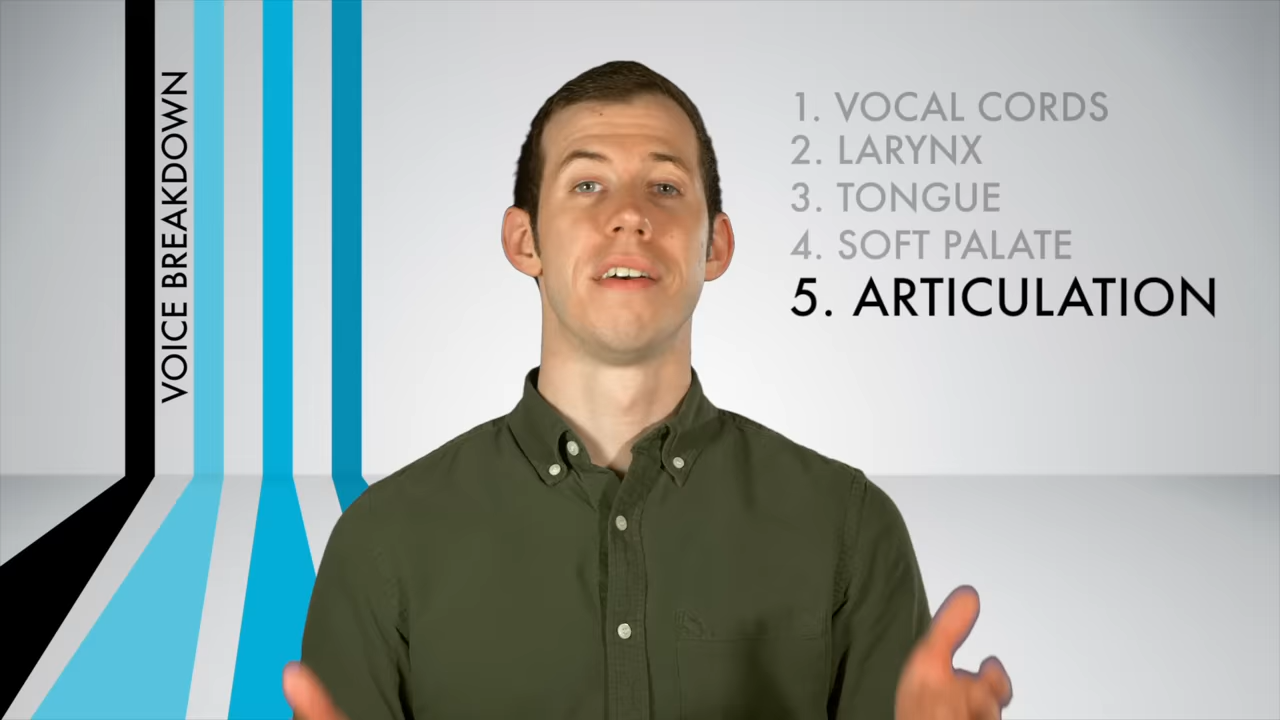 VOICE BREAKDOWN
1. VOCAL CORDS
2. LARYNX
3. TONGUE
4. SOFT PALATE
5. ARTICULATION